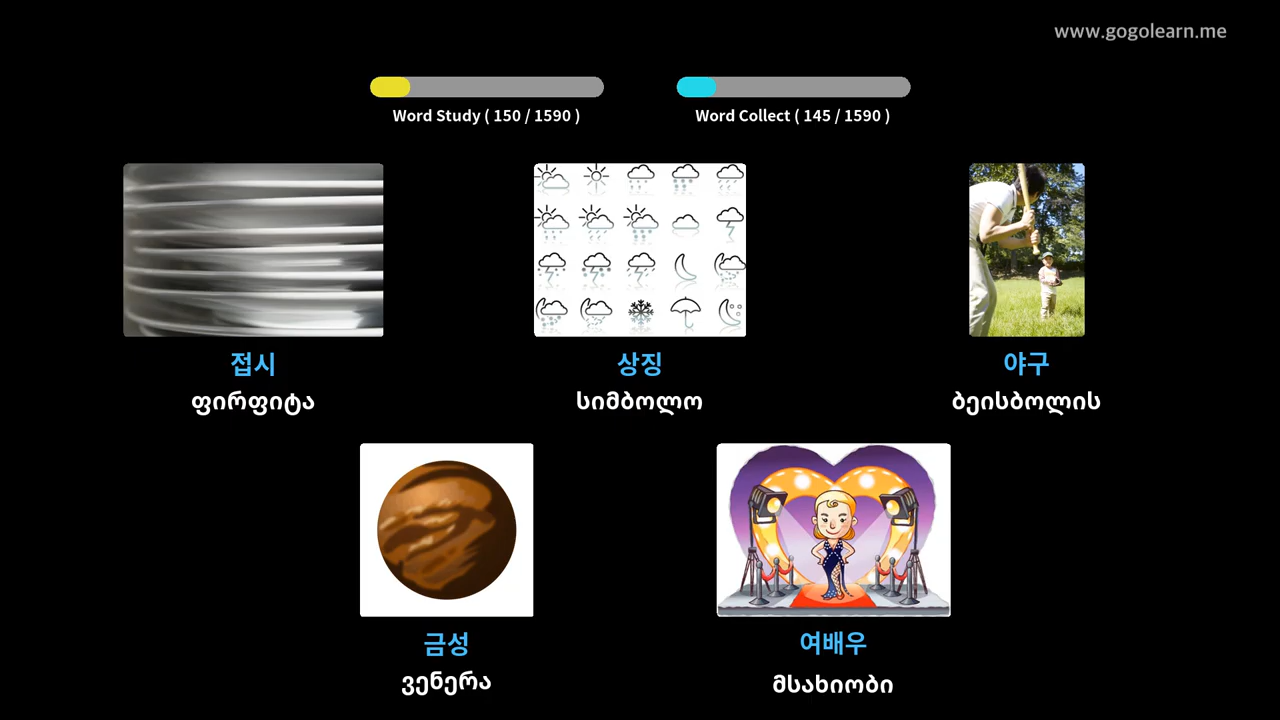 www.gogolearn.me
Word Study ( 150 / 1590 )
Word Collect ( 145 / 1590 )
접시
ფირფიტა
상징
სიმბოლო
야구
ბეისბოლის
금성
ვენერა
여배우
მსახიობი